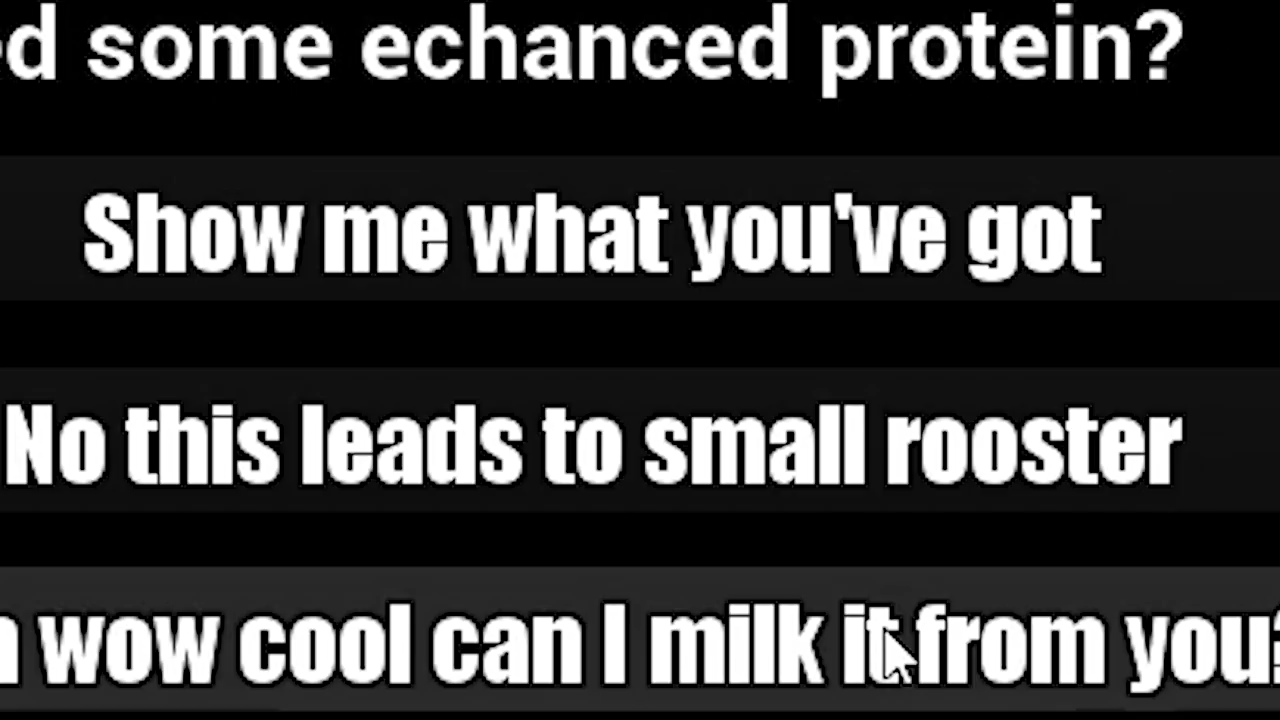 ed some echanced protein?
Show me what you've got
No this leads to small rooster
wow cool can I milk it from you?